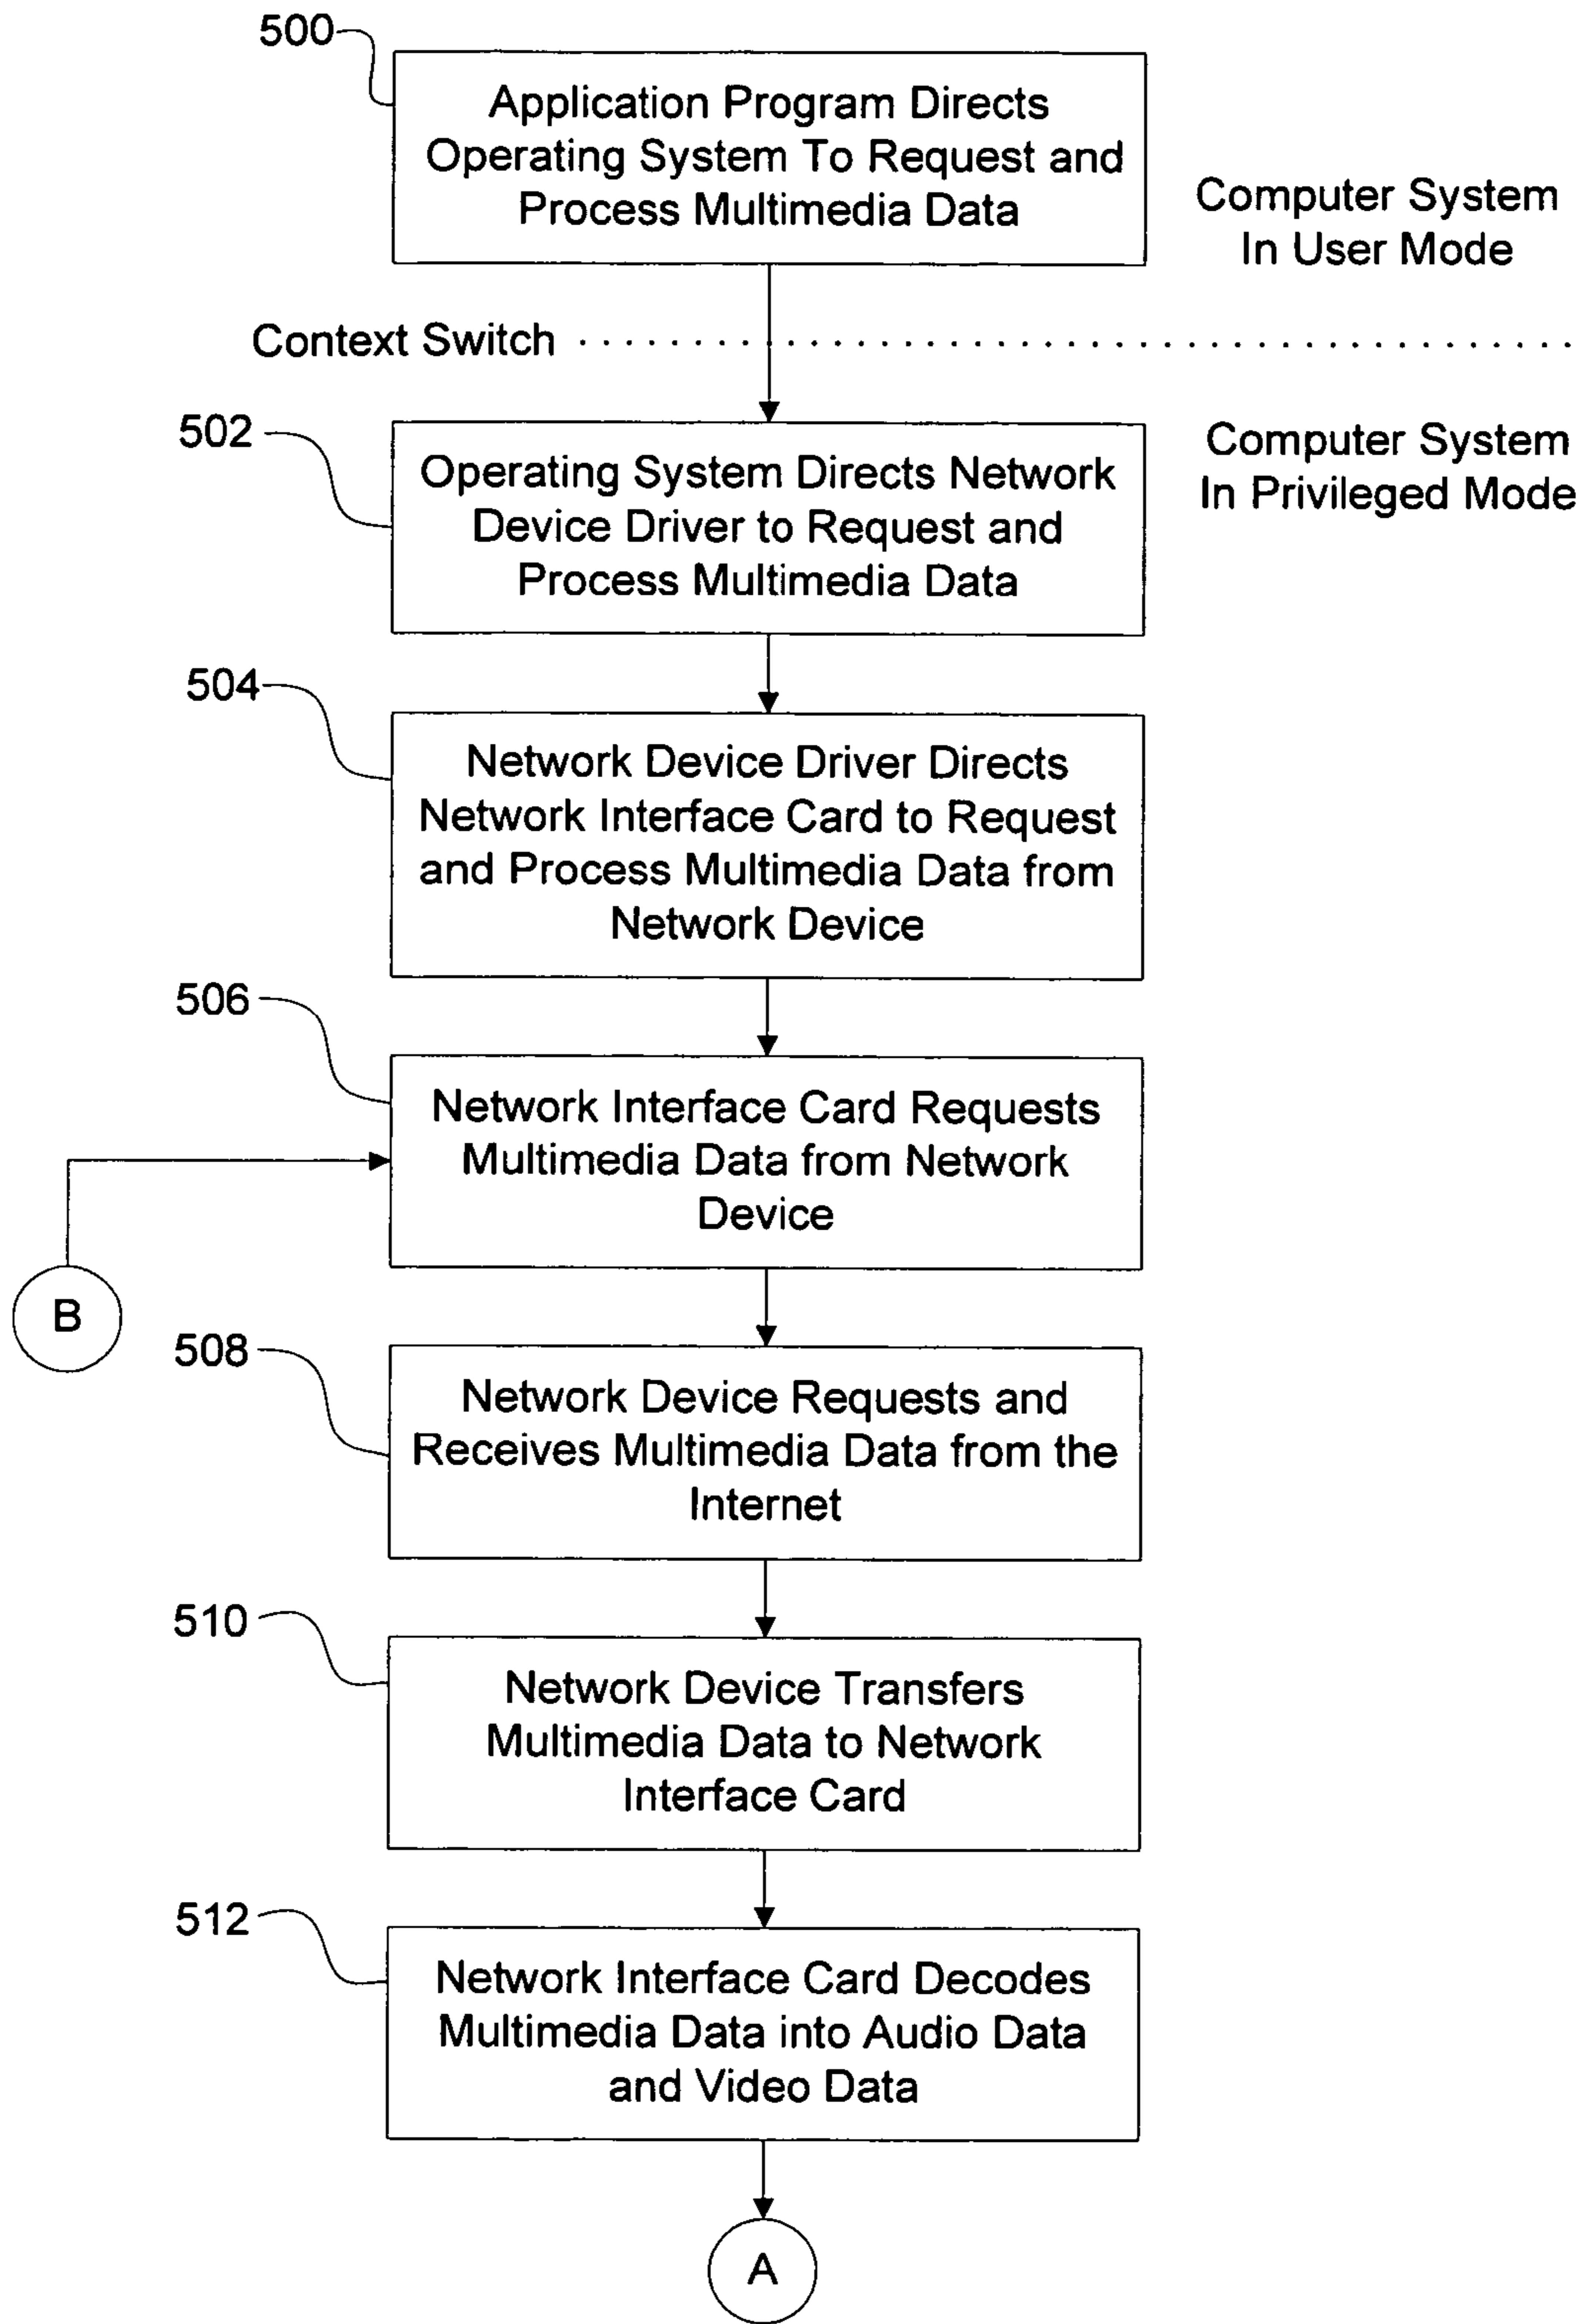 500
Application Program Directs
Operating System To Request and
Process Multimedia Data
Computer System
In User Mode
Context Switch
502
Operating System Directs Network
Device Driver to Request and
Process Multimedia Data
Computer System
In Privileged Mode
504
Network Device Driver Directs
Network Interface Card to Request
and Process Multimedia Data from
Network Device
506
Network Interface Card Requests
Multimedia Data from Network
Device
B
508
Network Device Requests and
Receives Multimedia Data from the
Internet
510
Network Device Transfers
Multimedia Data to Network
Interface Card
512
Network Interface Card Decodes
Multimedia Data into Audio Data
and Video Data
A